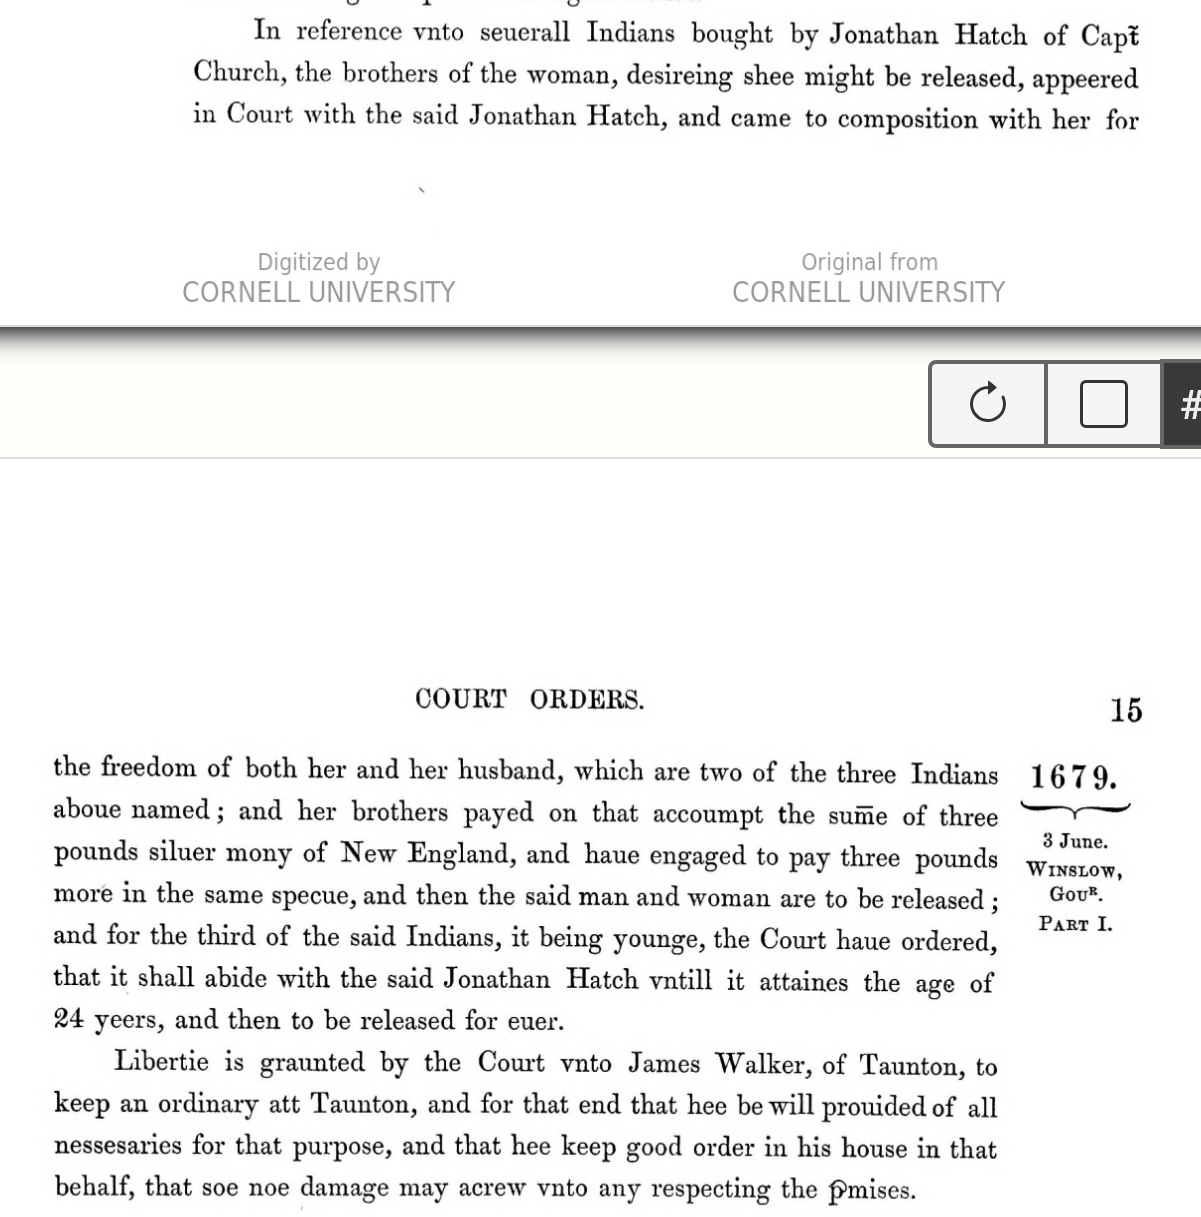 In reference vnto seuerall Indians bought by Jonathan Hatch of Capt̃
Church, the brothers of the woman, desireing shee might be released, appeered
in Court with the said Jonathan Hatch, and came to composition with her for
Digitized by
CORNELL UNIVERSITY
Original from
CORNELL UNIVERSITY
#
COURT ORDERS.
15
the freedom of both her and her husband, which are two of the three Indians
aboue named; and her brothers payed on that accoumpt the sum̅e of three
pounds siluer mony of New England, and haue engaged to pay three pounds
more in the same specue, and then the said man and woman are to be released;
and for the third of the said Indians, it being younge, the Court haue ordered,
that it shall abide with the said Jonathan Hatch vntill it attaines the age of
24 yeers, and then to be released for euer.
1679.
3 June.
WINSLOW,
GOUᴿ.
PART I.
Libertie is graunted by the Court vnto James Walker, of Taunton, to
keep an ordinary att Taunton, and for that end that hee be will prouided of all
nessesaries for that purpose, and that hee keep good order in his house in that
behalf, that soe noe damage may acrew vnto any respecting the p̱mises.